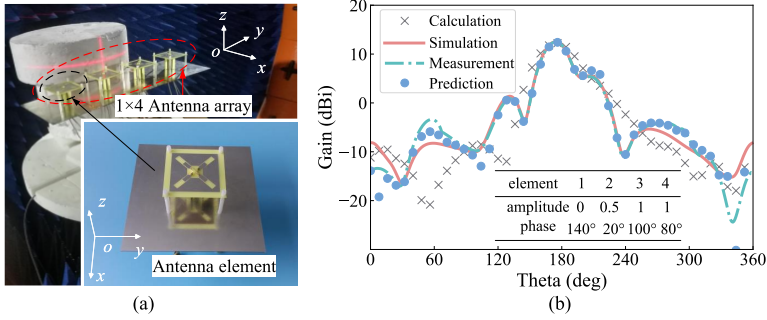 z
y
o
x
1×4 Antenna array
z
o
y
x
Antenna element
(a)
Gain (dBi)
20
10
0
−10
−20
Calculation
Simulation
Measurement
Prediction
element 1 2 3 4
amplitude 0 0.5 1 1
phase 140° 20° 100° 80°
0 60 120 180 240 300 360
Theta (deg)
(b)